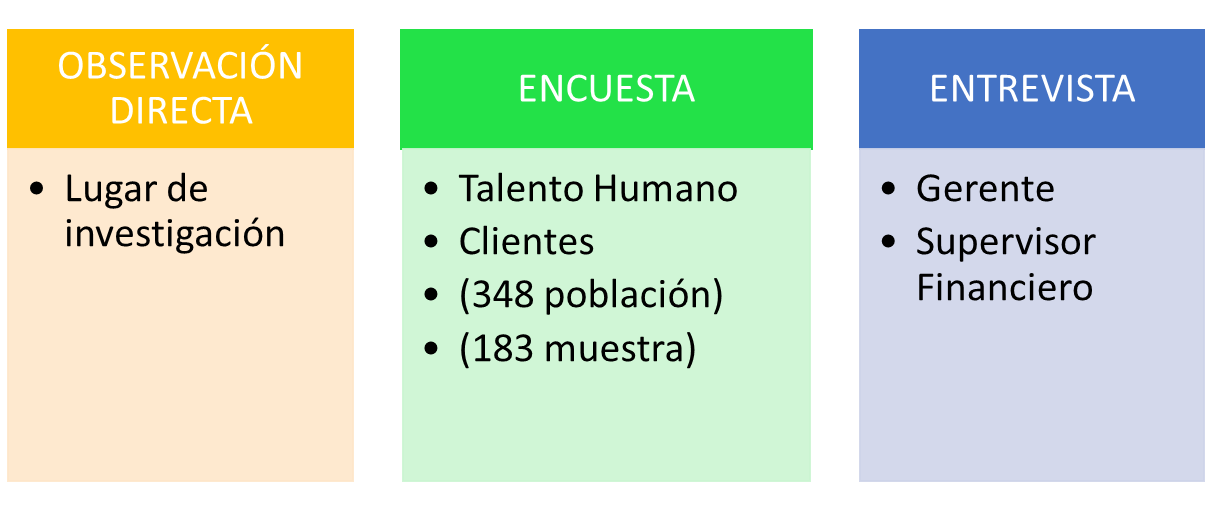 OBSERVACIÓN
DIRECTA
• Lugar de
investigación
ENCUESTA
• Talento Humano
• Clientes
• (348 población)
• (183 muestra)
ENTREVISTA
• Gerente
• Supervisor
Financiero